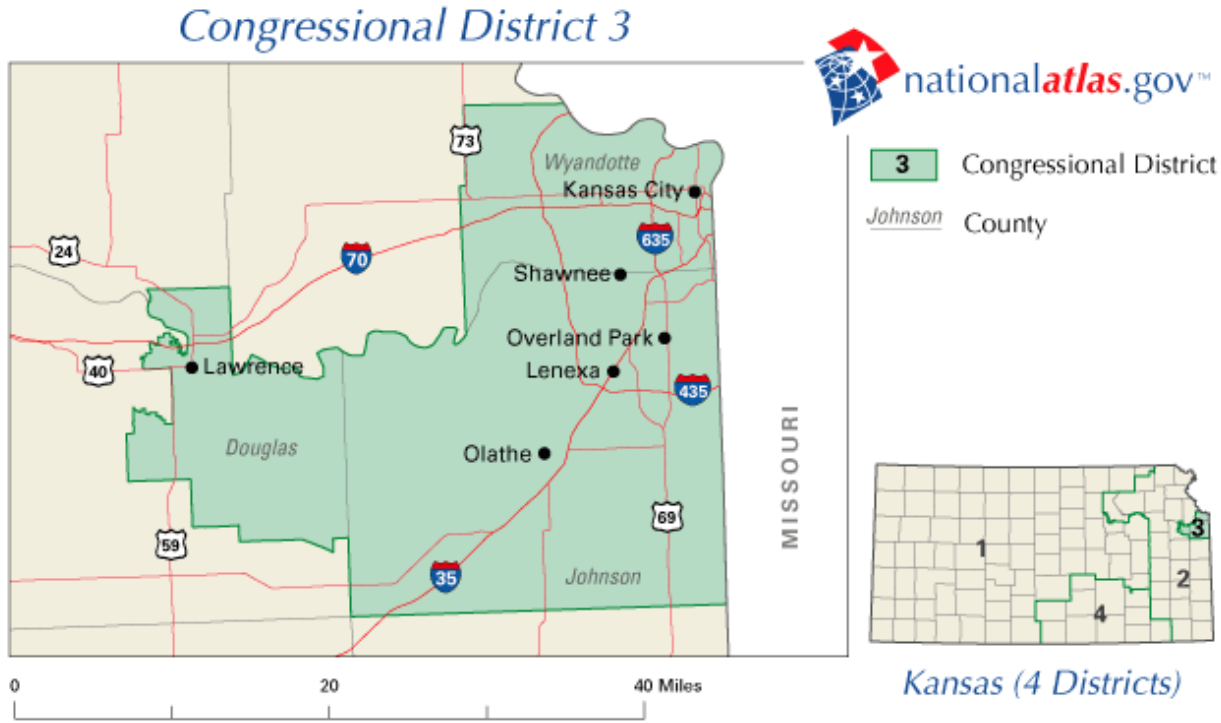 Congressional District 3
nationalatlas.gov™
3 Congressional District
Johnson County
73
Wyandotte
Kansas City
24
70
635
Shawnee
Overland Park
Lenexa
40
Lawrence
435
Douglas
Olathe
MISSOURI
69
59
35
Johnson
1
3
2
4
0 20 40 Miles
Kansas (4 Districts)